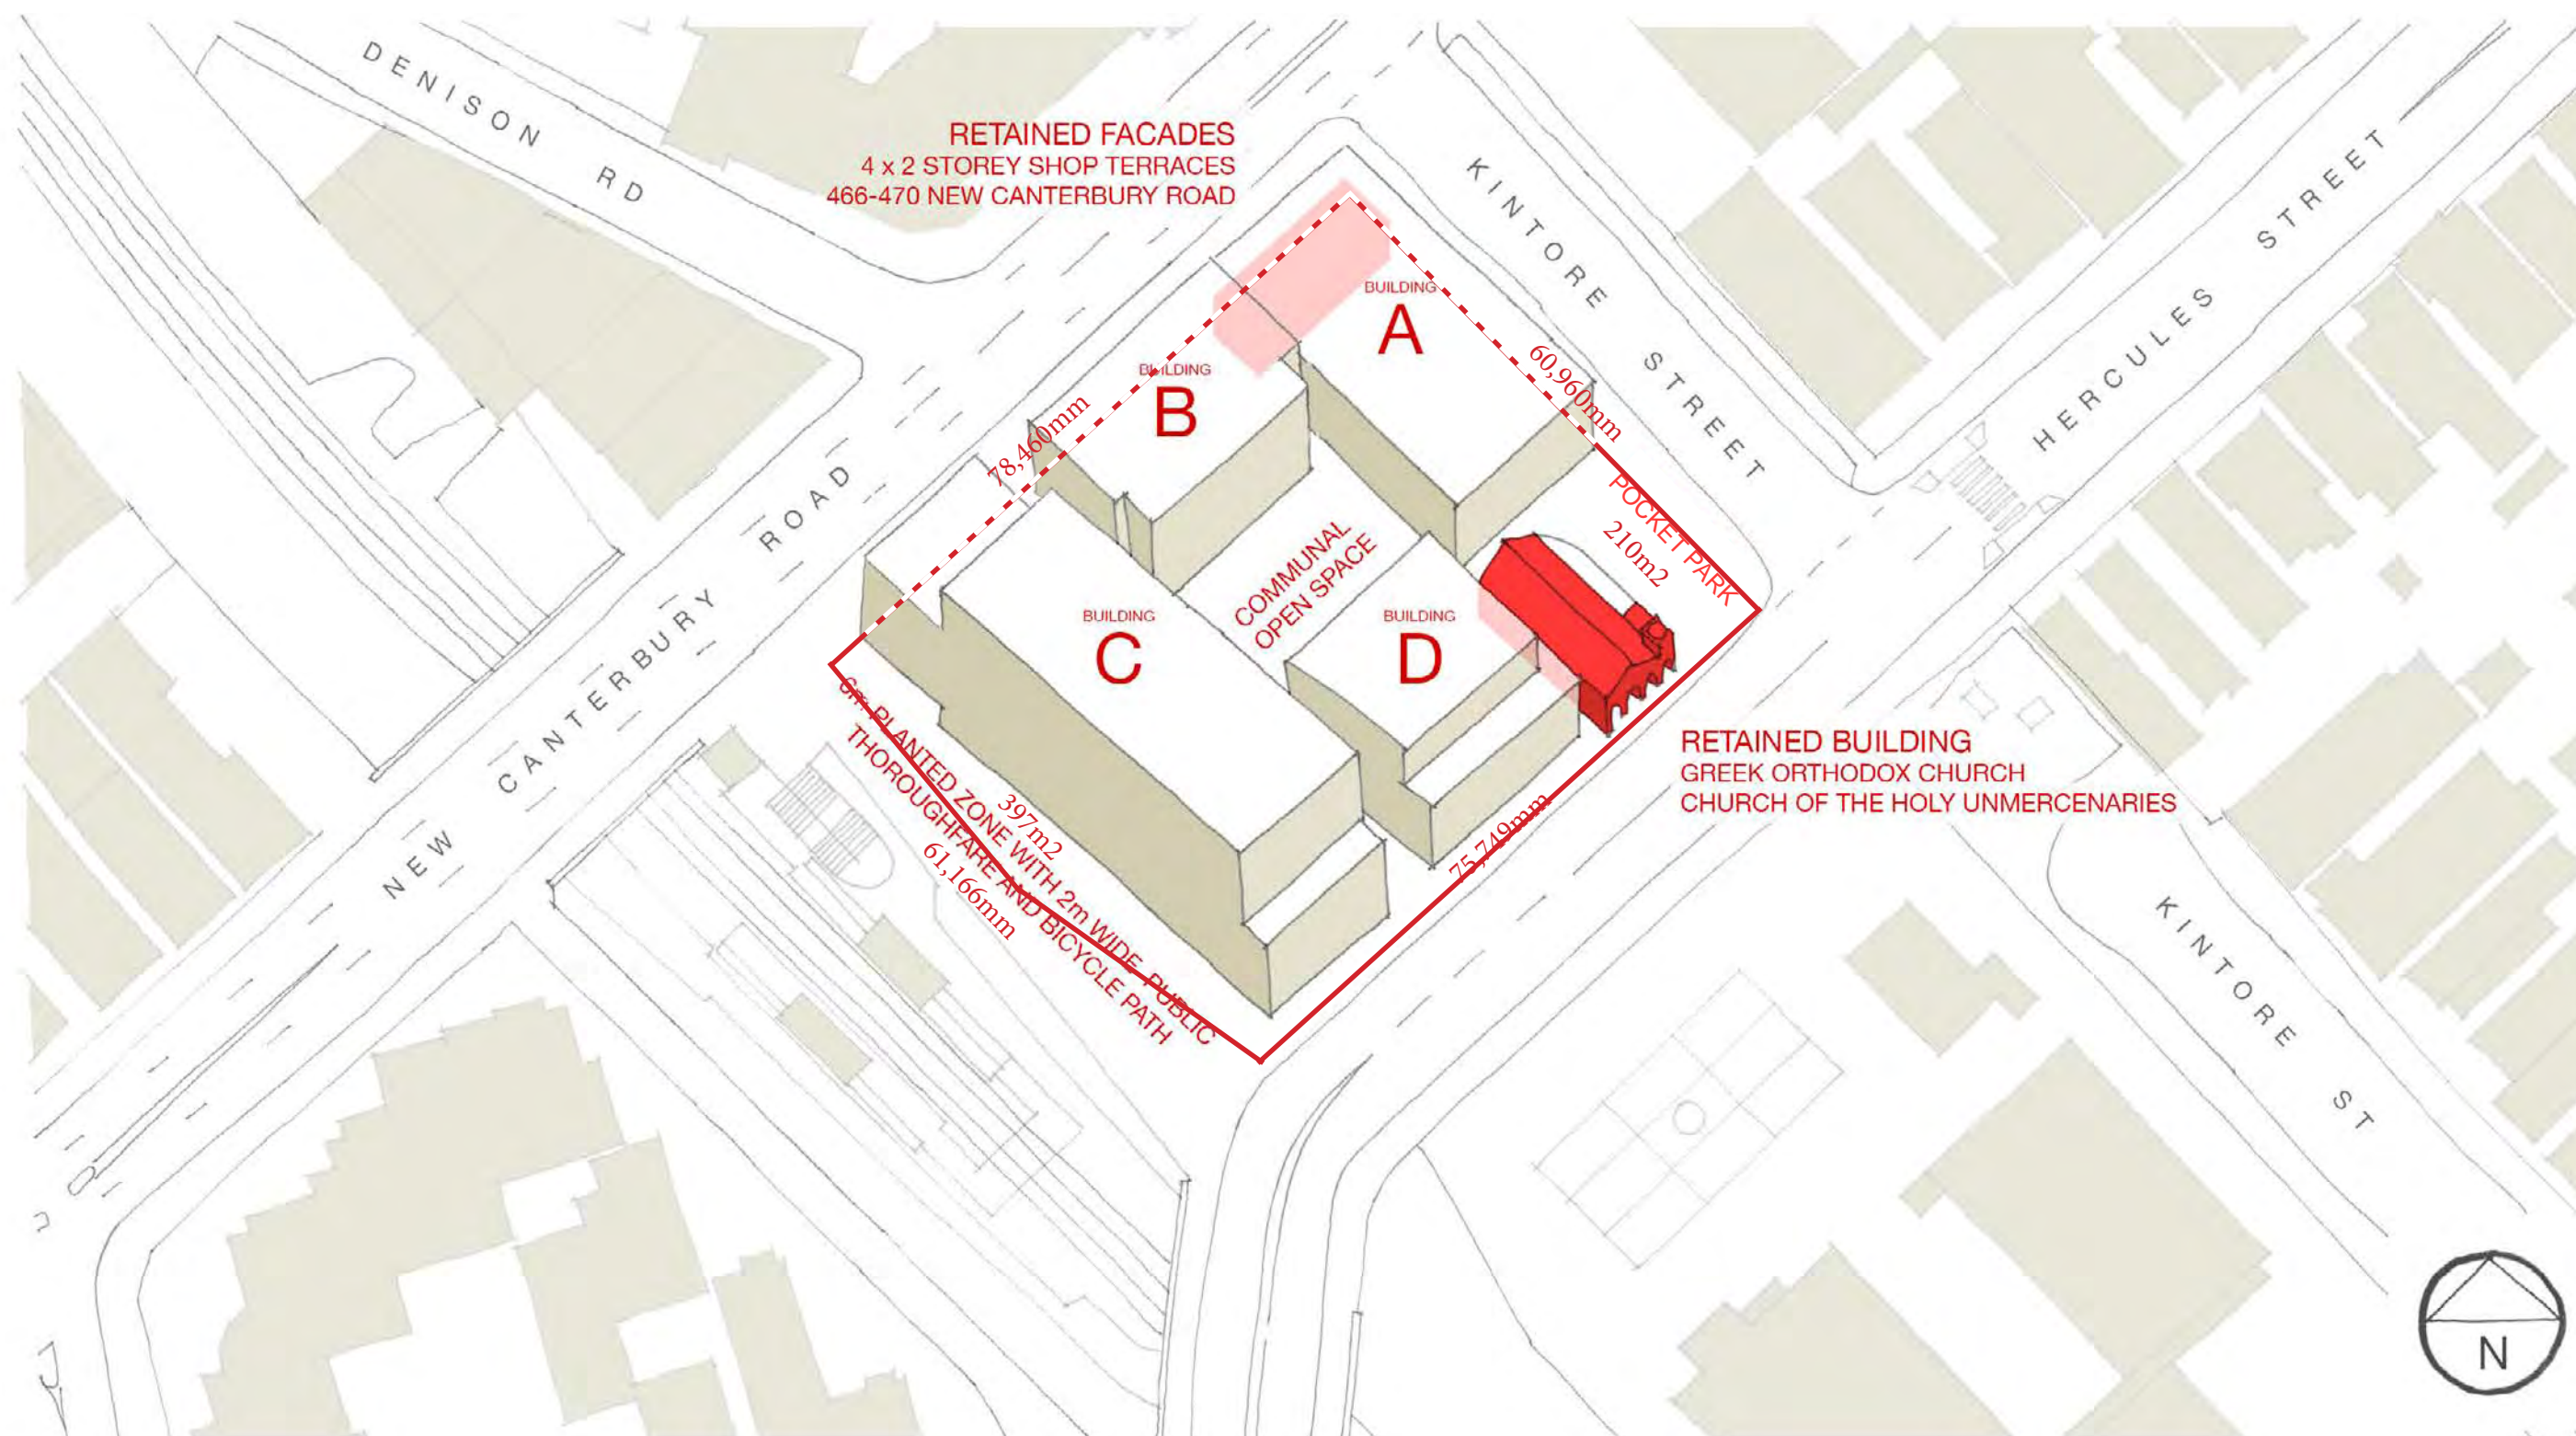 DENISON RD
RETAINED FACADES
4 x 2 STOREY SHOP TERRACES
466-470 NEW CANTERBURY ROAD
KINTORE STREET
HERCULES STREET
BUILDING
A
60,960mm
BUILDING
B
78,460mm
POCKET PARK
210m2
COMMUNAL
OPEN SPACE
NEW CANTERBURY ROAD
BUILDING
C
BUILDING
D
6m PLANTED ZONE WITH 2m WIDE PUBLIC
THOROUGHFARE AND BICYCLE PATH
397m2
61,166mm
75,749mm
RETAINED BUILDING
GREEK ORTHODOX CHURCH
CHURCH OF THE HOLY UNMERCENARIES
KINTORE ST
N